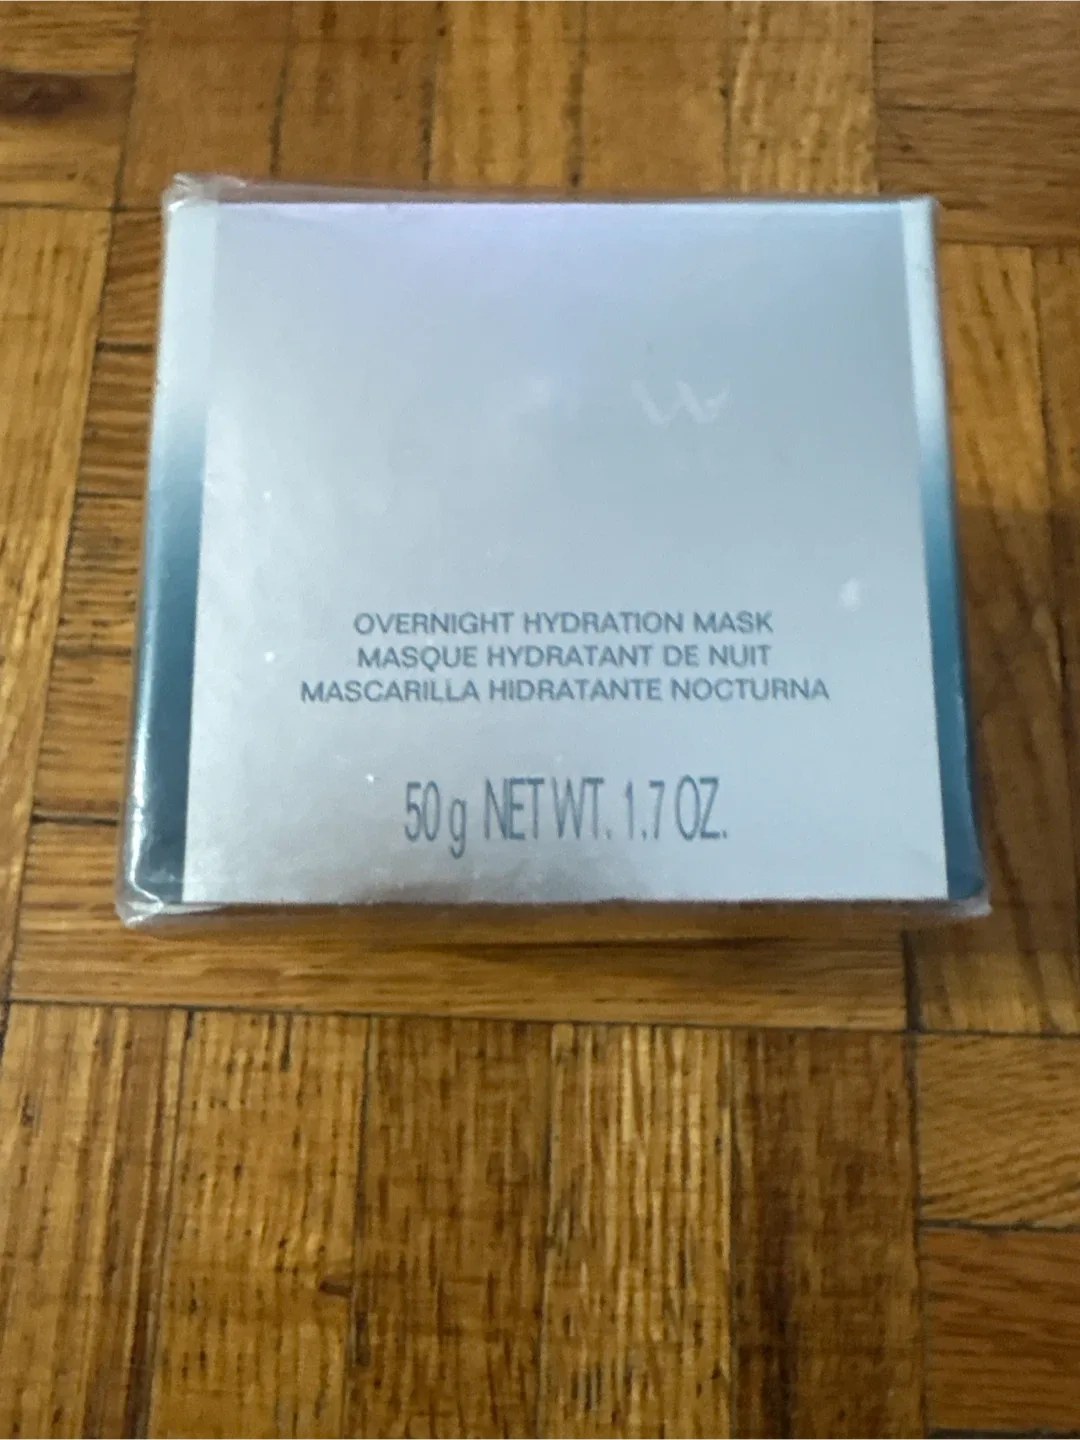 OVERNIGHT HYDRATION MASK
MASQUE HYDRATANT DE NUIT
MASCARILLA HIDRATANTE NOCTURNA
50 g NET WT. 1.7 OZ.